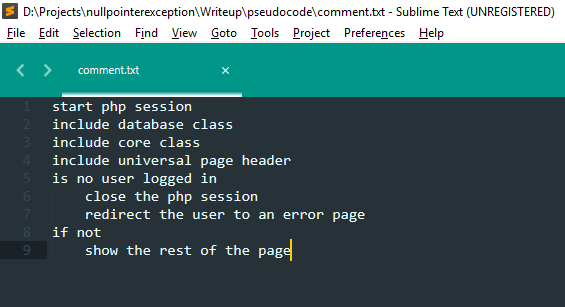 D:\Projects\nullpointerexception\Writeup\pseudocode\comment.txt - Sublime Text (UNREGISTERED)
File Edit Selection Find View Goto Tools Project Preferences Help
comment.txt ×
1 start php session
2 include database class
3 include core class
4 include universal page header
5 is no user logged in
6 close the php session
7 redirect the user to an error page
8 if not
9 show the rest of the page